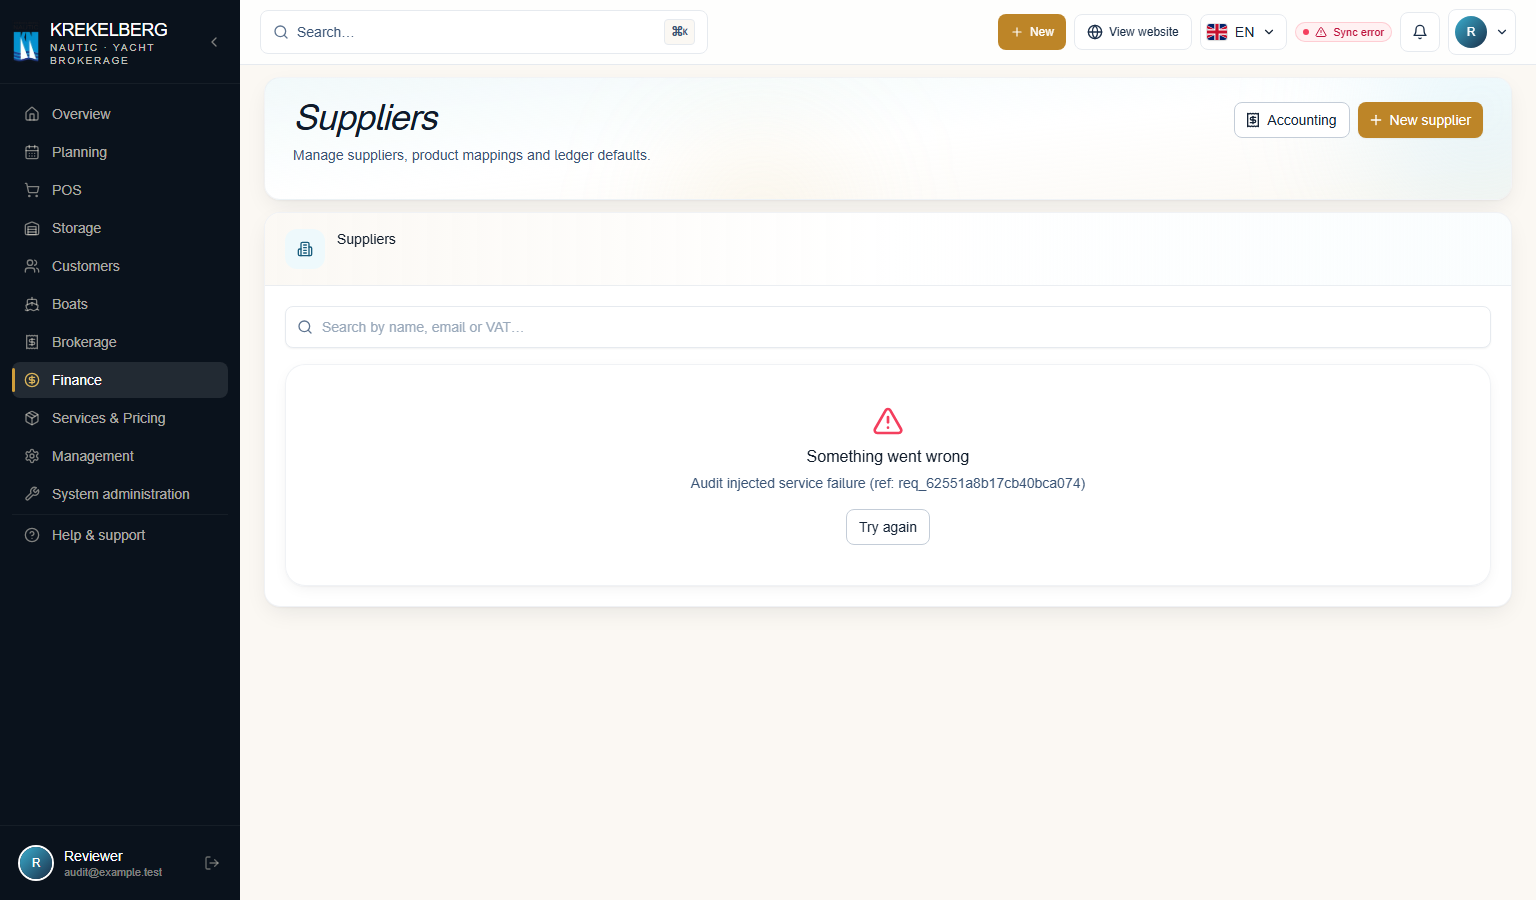 KREKELBERG
NAUTIC · YACHT
BROKERAGE
Overview
Planning
POS
Storage
Customers
Boats
Brokerage
Finance
Services & Pricing
Management
System administration
Help & support
R
Reviewer
audit@example.test
Search...
⌘K
New
View website
EN
Sync error
R
Suppliers
Manage suppliers, product mappings and ledger defaults.
Accounting
New supplier
Suppliers
Search by name, email or VAT...
Something went wrong
Audit injected service failure (ref: req_62551a8b17cb40bca074)
Try again